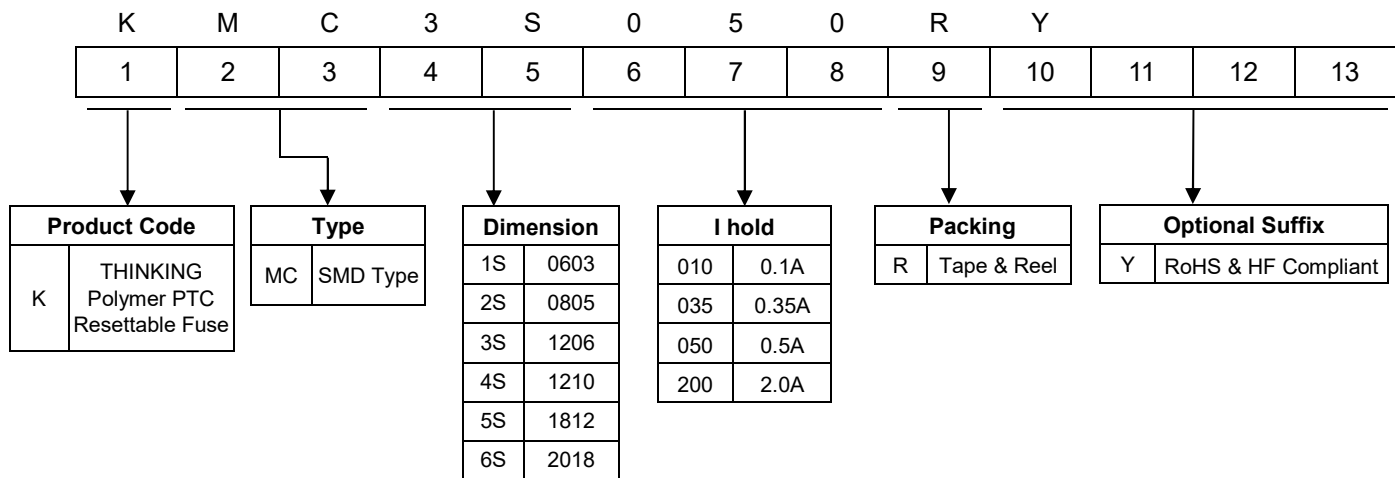 K M C 3 S 0 5 0 R Y
1 2 3 4 5 6 7 8 9 10 11 12 13
Product Code
K THINKING
Polymer PTC
Resettable Fuse
Type
MC SMD Type
Dimension
1S 0603
2S 0805
3S 1206
4S 1210
5S 1812
6S 2018
I hold
010 0.1A
035 0.35A
050 0.5A
200 2.0A
Packing
R Tape & Reel
Optional Suffix
Y RoHS & HF Compliant